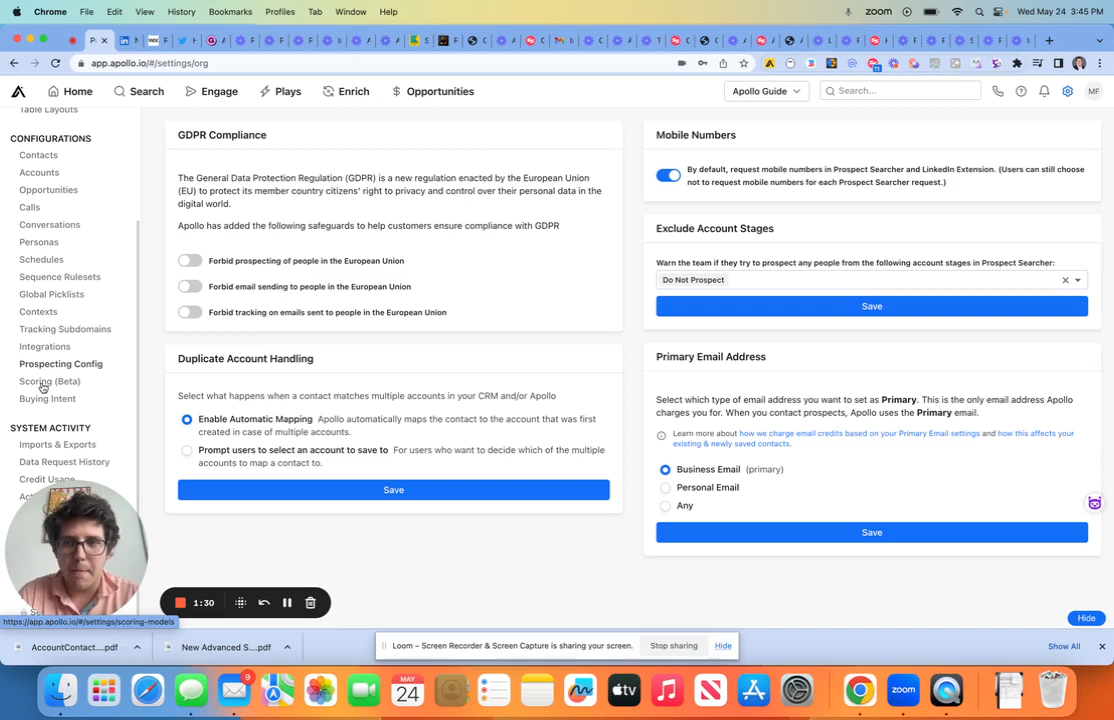 Chrome File Edit View History Bookmarks Profiles Tab Window Help
zoom
Wed May 24 3:45 PM
app.apollo.io/#/settings/org
Home Search Engage Plays Enrich Opportunities
Apollo Guide
Search...
MF
Table Layouts
CONFIGURATIONS
Contacts
Accounts
Opportunities
Calls
Conversations
Personas
Schedules
Sequence Rulesets
Global Picklists
Contexts
Tracking Subdomains
Integrations
Prospecting Config
Scoring (Beta)
Buying Intent
SYSTEM ACTIVITY
Imports & Exports
Data Request History
Credit Usage
GDPR Compliance
The General Data Protection Regulation (GDPR) is a new regulation enacted by the European Union
(EU) to protect its member country citizens' right to privacy and control over their personal data in the
digital world.
Apollo has added the following safeguards to help customers ensure compliance with GDPR
Forbid prospecting of people in the European Union
Forbid email sending to people in the European Union
Forbid tracking on emails sent to people in the European Union
Duplicate Account Handling
Select what happens when a contact matches multiple accounts in your CRM and/or Apollo
Enable Automatic Mapping Apollo automatically maps the contact to the account that was first
created in case of multiple accounts.
Prompt users to select an account to save to For users who want to decide which of the multiple
accounts to map a contact to.
Save
Mobile Numbers
By default, request mobile numbers in Prospect Searcher and LinkedIn Extension. (Users can still choose
not to request mobile numbers for each Prospect Searcher request.)
Exclude Account Stages
Warn the team if they try to prospect any people from the following account stages in Prospect Searcher:
Do Not Prospect
Save
Primary Email Address
Select which type of email address you want to set as Primary. This is the only email address Apollo
charges you for. When you contact prospects, Apollo uses the Primary email.
Learn more about how we charge email credits based on your Primary Email settings and how this affects your
existing & newly saved contacts.
Business Email (primary)
Personal Email
Any
Save
1:30
Hide
https://app.apollo.io/#/settings/scoring-models
AccountContact....pdf
New Advanced S....pdf
Loom – Screen Recorder & Screen Capture is sharing your screen.
Stop sharing
Hide
Show All
9
MAY
24
tv
zoom